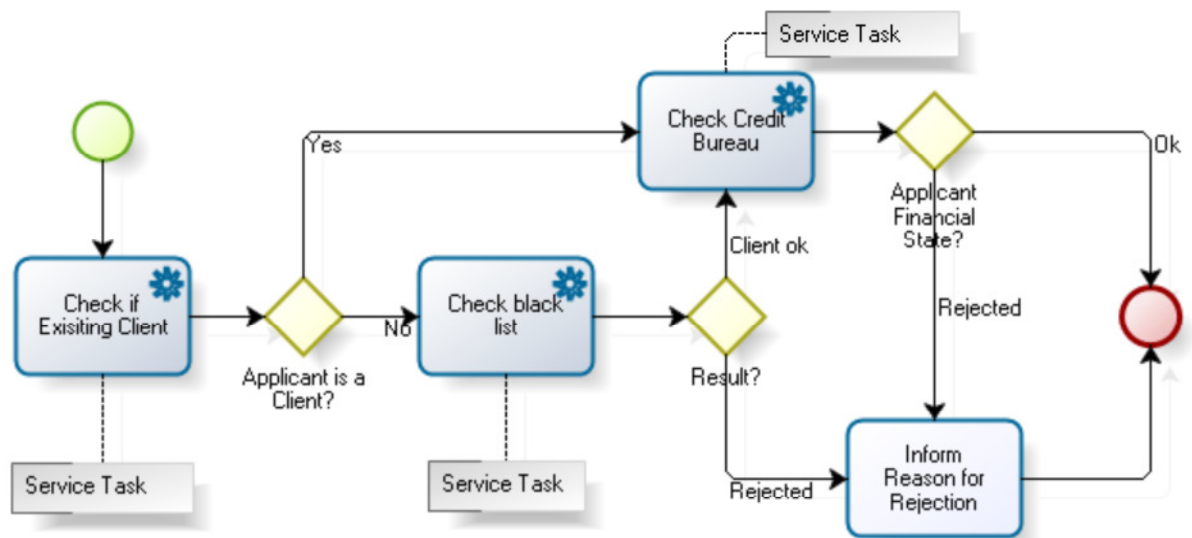 Service Task
Check Credit
Bureau
Yes
Ok
Applicant
Financial
State?
Client ok
Check if
Exisiting Client
Check black
list
No
Applicant is a
Client?
Result?
Rejected
Inform
Reason for
Rejection
Rejected
Service Task
Service Task